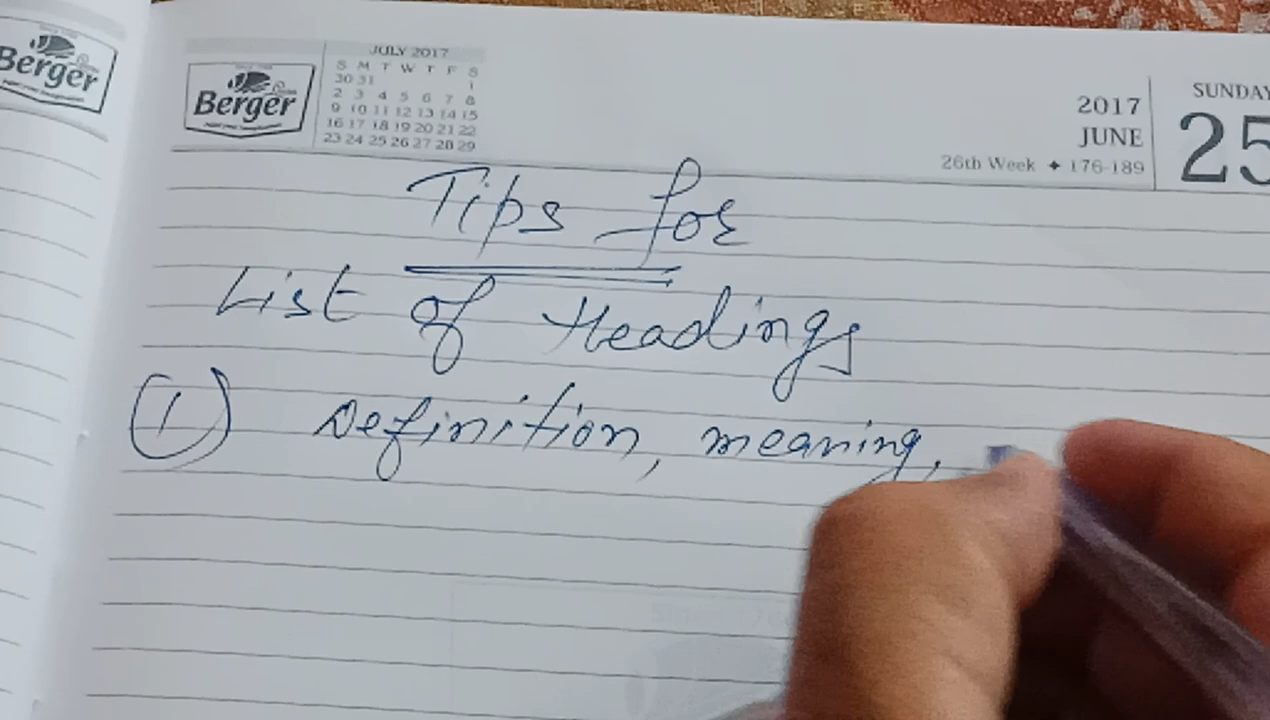 Berger
Berger
JULY 2017
S M T W T F S
30 31 1
2 3 4 5 6 7 8
9 10 11 12 13 14 15
16 17 18 19 20 21 22
23 24 25 26 27 28 29
2017
JUNE
26th Week ✦ 176-189
SUNDAY
25
Tips for
List of Headings
1 Definition, meaning,